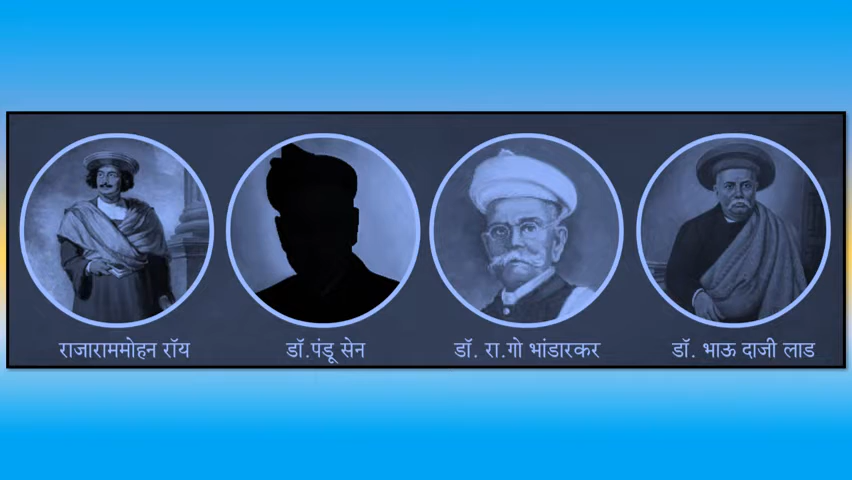 राजाराममोहन रॉय
डॉ.पंडू सेन
डॉ. रा.गो भांडारकर
डॉ. भाऊ दाजी लाड